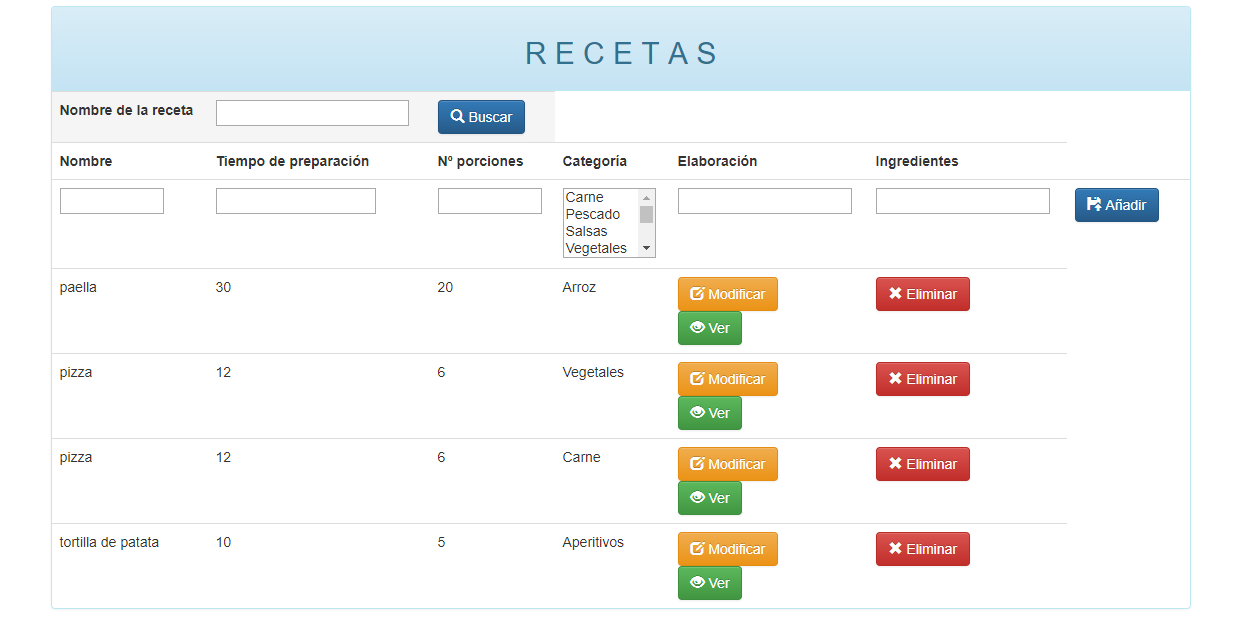 RECETAS
Nombre de la receta Buscar
Nombre Tiempo de preparación Nº porciones Categoría Elaboración Ingredientes
Carne
Pescado
Salsas
Vegetales
Añadir
paella 30 20 Arroz Modificar Eliminar
Ver
pizza 12 6 Vegetales Modificar Eliminar
Ver
pizza 12 6 Carne Modificar Eliminar
Ver
tortilla de patata 10 5 Aperitivos Modificar Eliminar
Ver